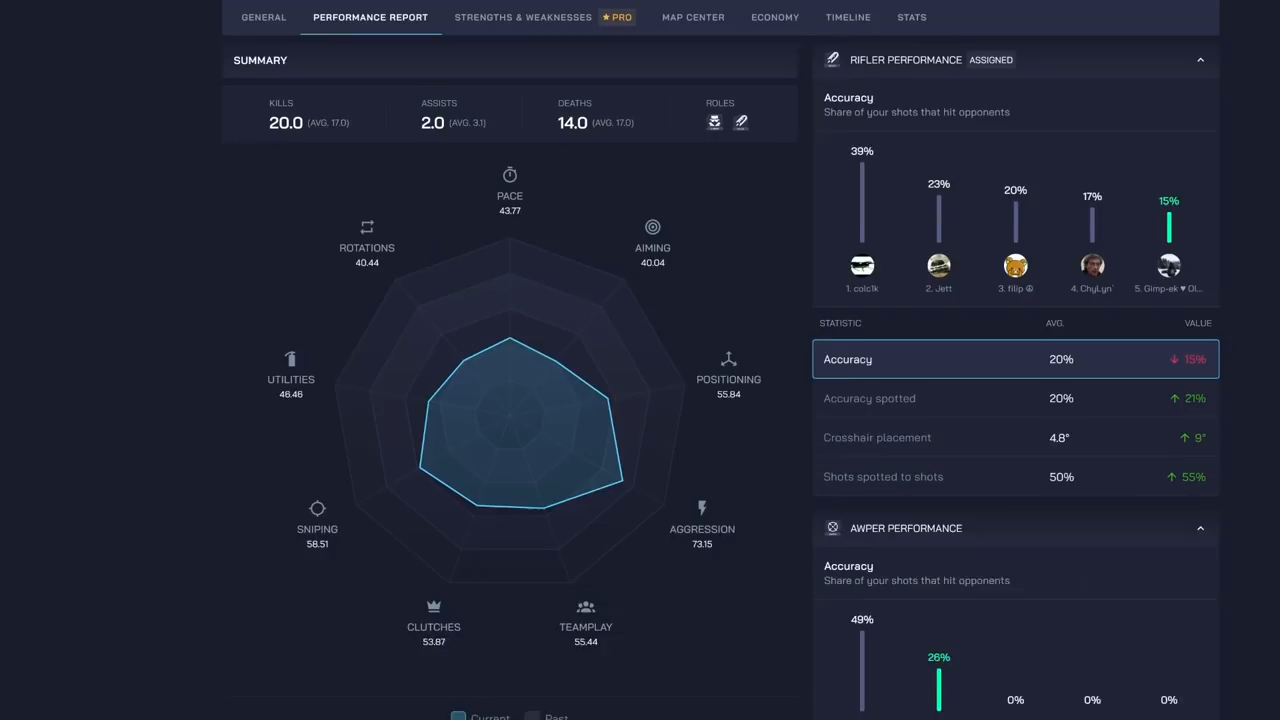 GENERAL PERFORMANCE REPORT STRENGTHS & WEAKNESSES ★ PRO MAP CENTER ECONOMY TIMELINE STATS
SUMMARY
KILLS ASSISTS DEATHS ROLES
20.0 (AVG. 17.0) 2.0 (AVG. 3.1) 14.0 (AVG. 17.0)
PACE
43.77
ROTATIONS
40.44
AIMING
40.04
UTILITIES
46.46
POSITIONING
55.84
SNIPING
58.51
AGGRESSION
73.15
CLUTCHES
53.87
TEAMPLAY
55.44
Current Past
RIFLER PERFORMANCE ASSIGNED
Accuracy
Share of your shots that hit opponents
39% 23% 20% 17% 15%
1. colc1k 2. Jett 3. filip ☮ 4. ChyLyn' 5. Gimp-ek ♥ Ol...
STATISTIC AVG. VALUE
Accuracy 20% ↓ 15%
Accuracy spotted 20% ↑ 21%
Crosshair placement 4.8° ↑ 9°
Shots spotted to shots 50% ↑ 55%
AWPER PERFORMANCE
Accuracy
Share of your shots that hit opponents
49% 26% 0% 0% 0%